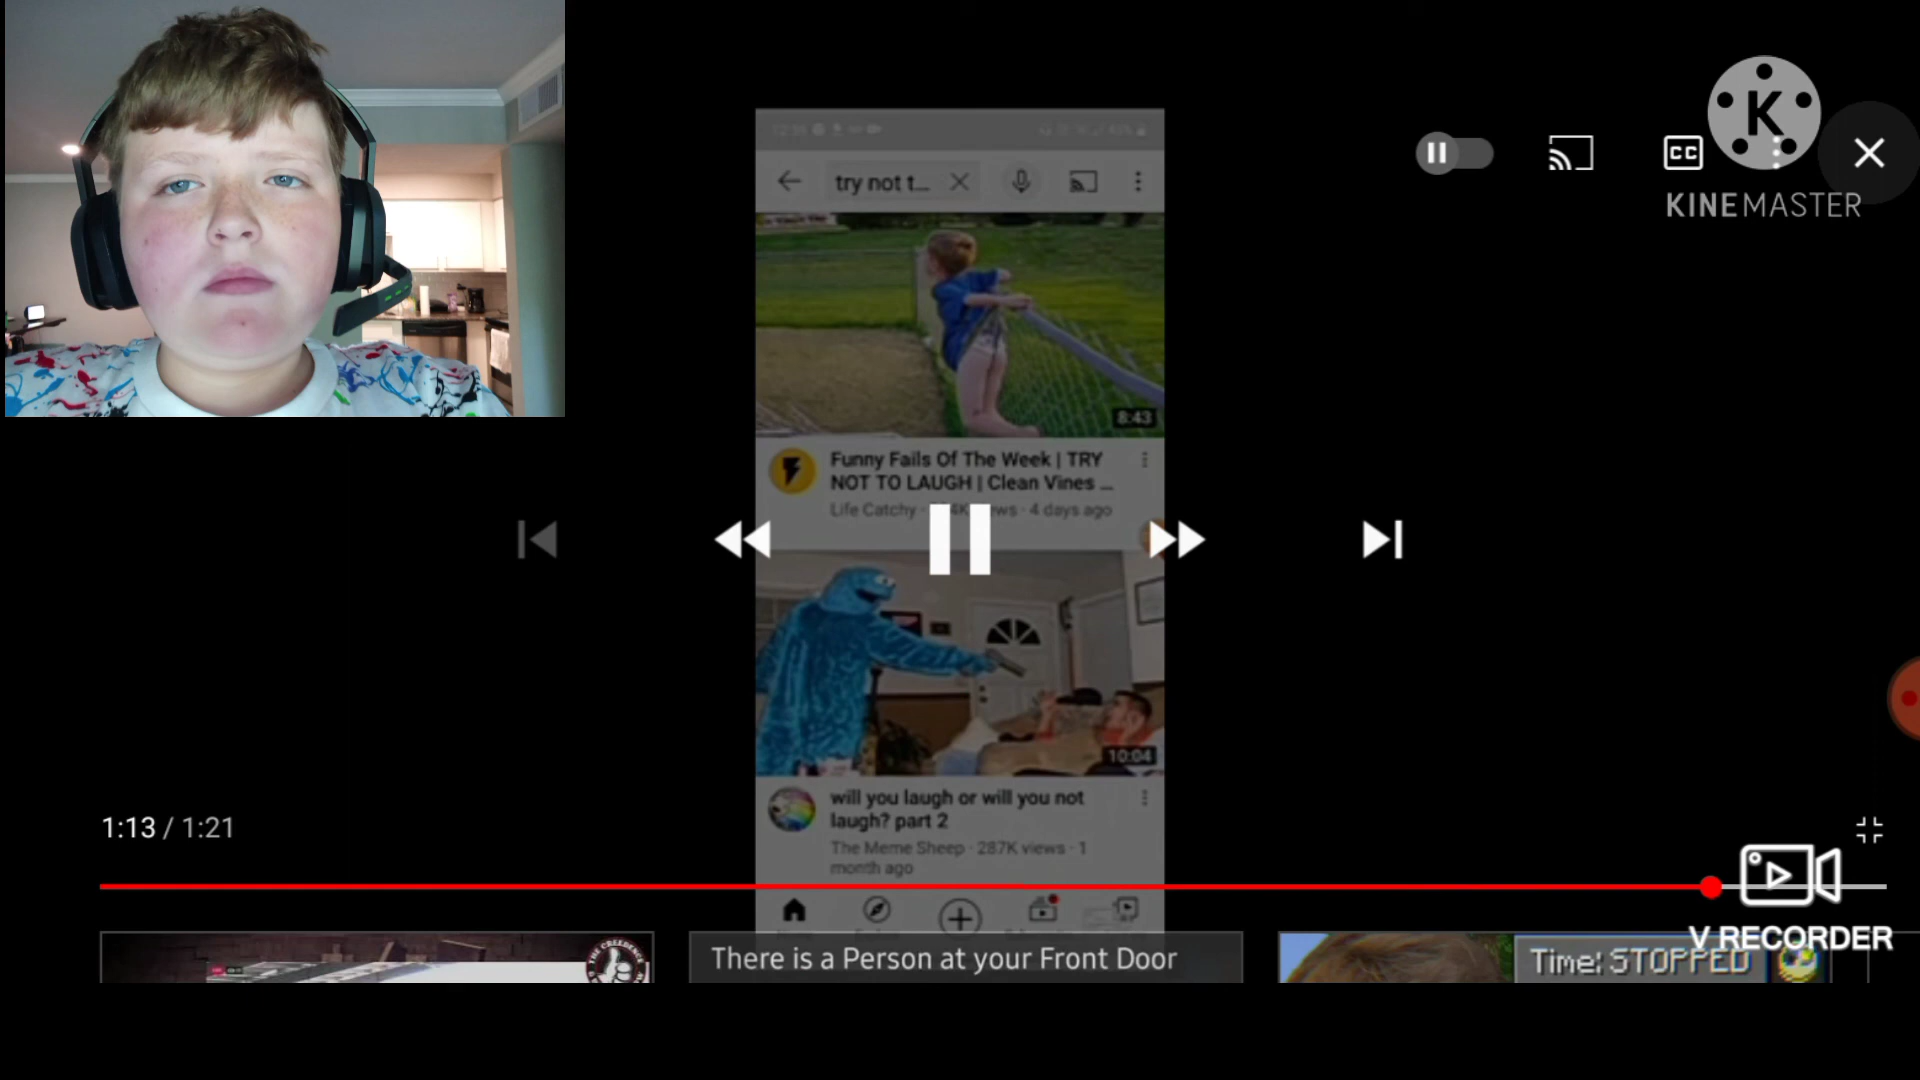 K
CC
KINEMASTER
try not t...
8:43
Funny Fails Of The Week | TRY
NOT TO LAUGH | Clean Vines ...
Life Catchy
4 days ago
10:04
will you laugh or will you not
laugh? part 2
The Meme Sheep · 287K views · 1
month ago
1:13 / 1:21
V RECORDER
There is a Person at your Front Door
Time: STOPPED